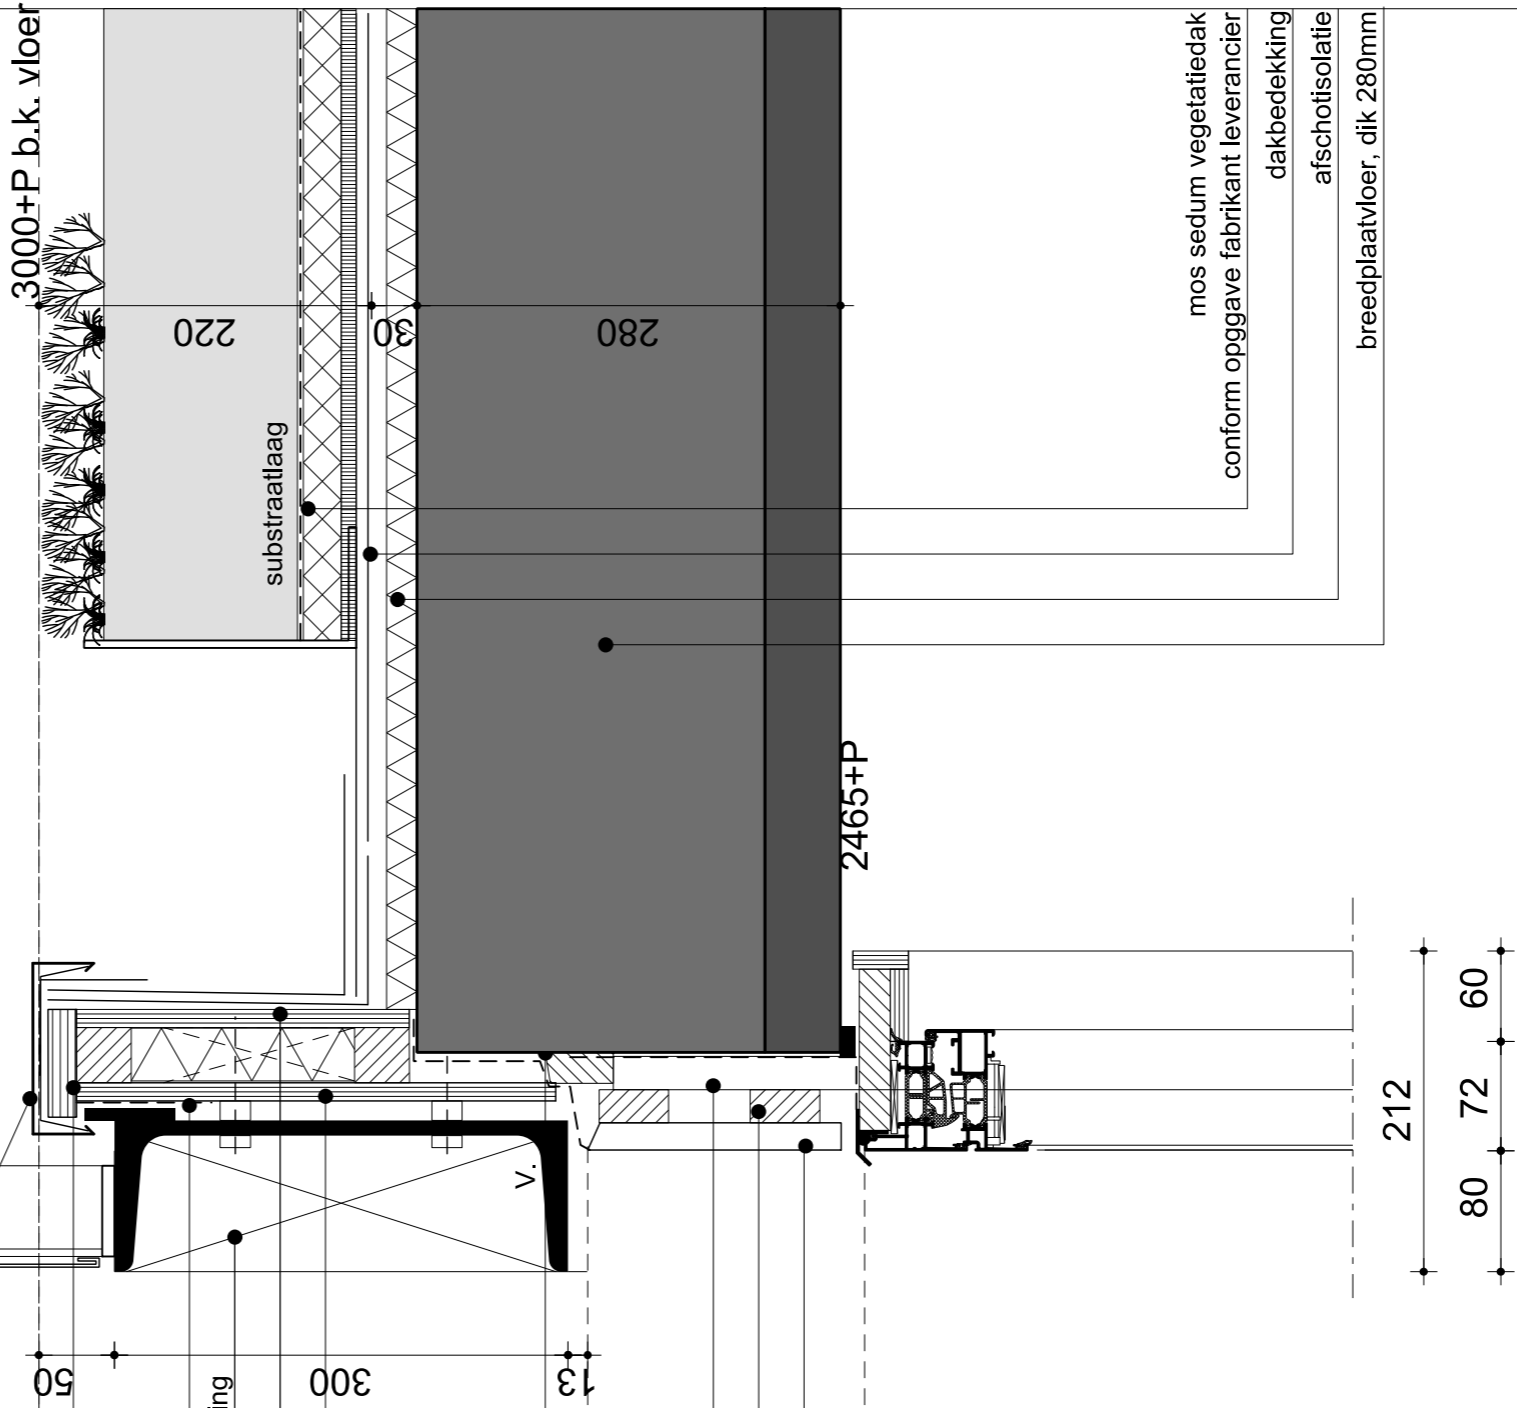 3000+P b.k. vloer
220
30
280
substraatlaag
mos sedum vegetatiedak
conform opggave fabrikant leverancier
dakbedekking
afschotisolatie
breedplaatvloer, dik 280mm
2465+P
V.
212
60
72
80
50
300
13
ing